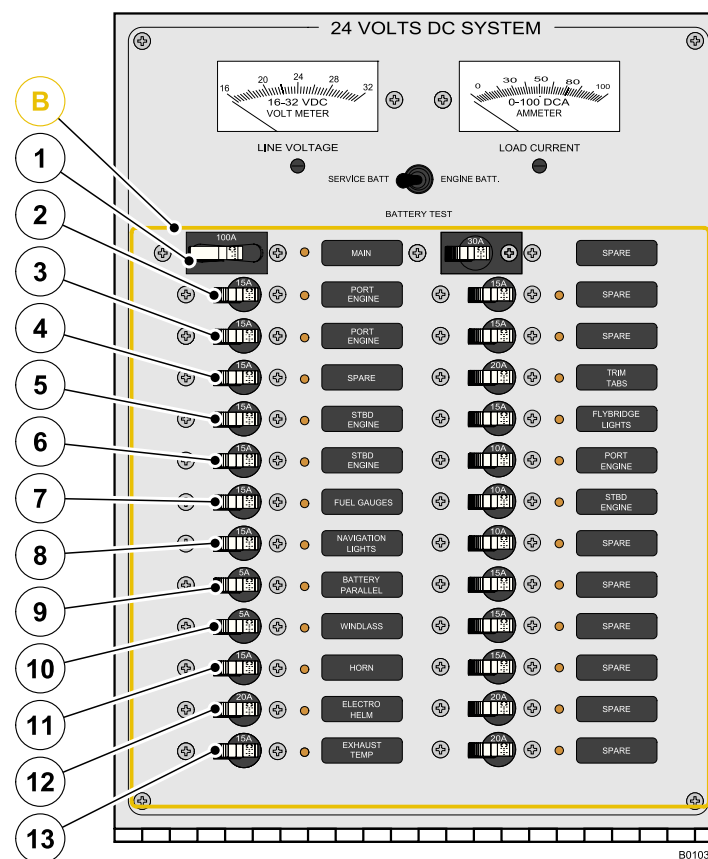 24 VOLTS DC SYSTEM
16 20 24 28 32
16-32 VDC
VOLT METER
0 30 50 80 100
0-100 DCA
AMMETER
LINE VOLTAGE
LOAD CURRENT
SERVICE BATT
ENGINE BATT.
BATTERY TEST
B
1
2
3
4
5
6
7
8
9
10
11
12
13
100A
MAIN
30A
SPARE
15A
PORT
ENGINE
15A
SPARE
15A
PORT
ENGINE
15A
SPARE
15A
SPARE
20A
TRIM
TABS
15A
STBD
ENGINE
15A
FLYBRIDGE
LIGHTS
15A
STBD
ENGINE
10A
PORT
ENGINE
15A
FUEL GAUGES
10A
STBD
ENGINE
15A
NAVIGATION
LIGHTS
10A
SPARE
5A
BATTERY
PARALLEL
15A
SPARE
5A
WINDLASS
15A
SPARE
15A
HORN
15A
SPARE
20A
ELECTRO
HELM
20A
SPARE
15A
EXHAUST
TEMP
20A
SPARE
B0103